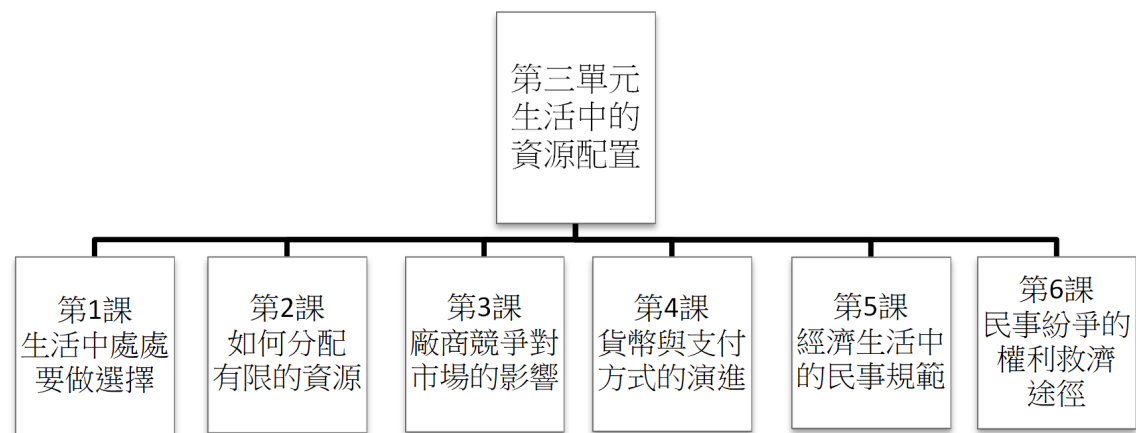 第三單元
生活中的
資源配置
第1課
生活中處處
要做選擇
第2課
如何分配
有限的資源
第3課
廠商競爭對
市場的影響
第4課
貨幣與支付
方式的演進
第5課
經濟生活中
的民事規範
第6課
民事紛爭的
權利救濟
途徑